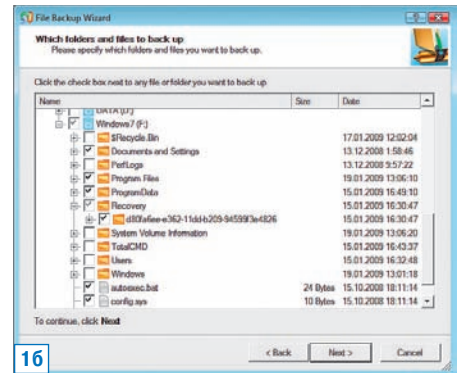 File Backup Wizard
Which folders and files to back up
Please specify which folders and files you want to back up.
Click the check box next to any file or folder you want to back up
Name Size Date
DATA (D:)
Windows7 (F:)
$Recycle.Bin 17.01.2009 12:02:04
Documents and Settings 13.12.2008 1:58:46
PerfLogs 13.12.2008 9:57:22
Program Files 19.01.2009 13:06:10
ProgramData 15.01.2009 16:49:10
Recovery 15.01.2009 16:30:47
d80fa6ee-e362-11dd-b209-94599f3e4826 15.01.2009 16:30:47
System Volume Information 19.01.2009 13:06:20
TotalCMD 15.01.2009 16:43:37
Users 15.01.2009 16:32:48
Windows 19.01.2009 13:01:18
autoexec.bat 24 Bytes 15.10.2008 18:11:14
config.sys 10 Bytes 15.10.2008 18:11:14
To continue, click Next
< Back Next > Cancel
1б